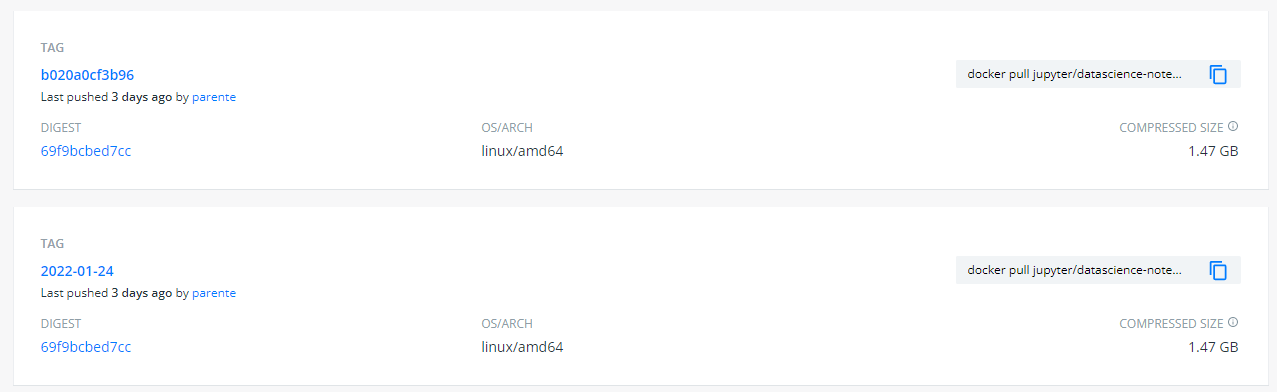 TAG
b020a0cf3b96
docker pull jupyter/datascience-note...
Last pushed 3 days ago by parente
DIGEST
OS/ARCH
COMPRESSED SIZE
69f9bcbed7cc
linux/amd64
1.47 GB
TAG
2022-01-24
docker pull jupyter/datascience-note...
Last pushed 3 days ago by parente
DIGEST
OS/ARCH
COMPRESSED SIZE
69f9bcbed7cc
linux/amd64
1.47 GB